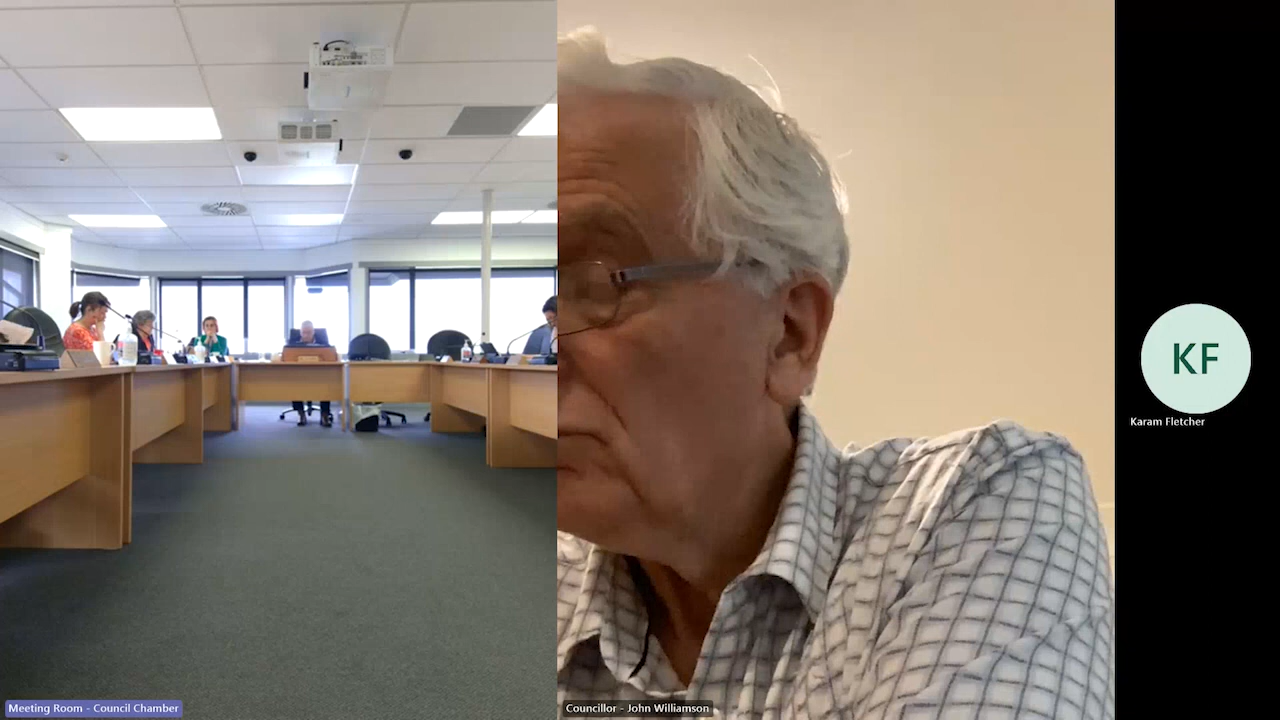 KF
Karam Fletcher
Meeting Room - Council Chamber
Councillor - John Williamson